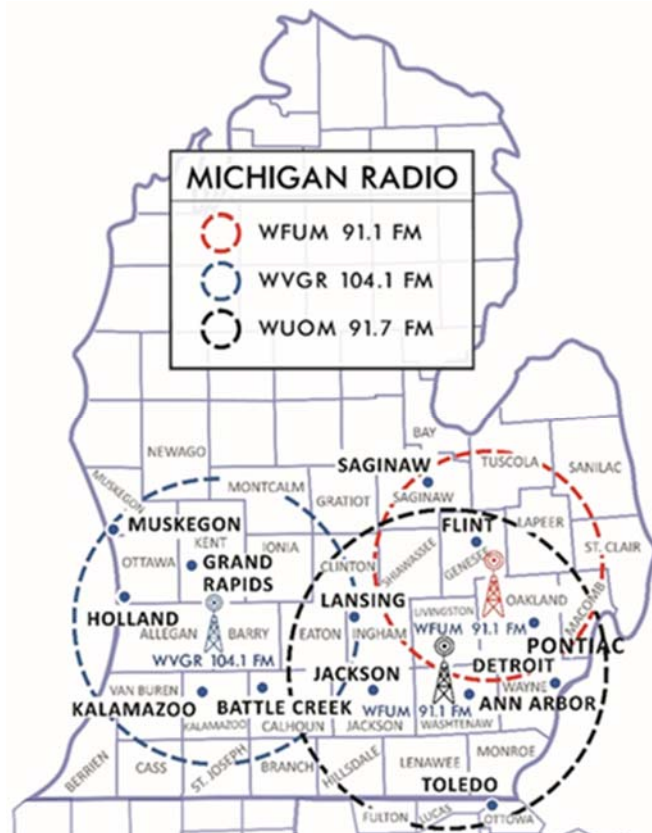 MICHIGAN RADIO
WFUM 91.1 FM
WVGR 104.1 FM
WUOM 91.7 FM
BAY
NEWAGO
TUSCOLA
SAGINAW
SANILAC
MUSKEGON
MONTCALM
SAGINAW
GRATIOT
LAPEER
MUSKEGON
FLINT
KENT
IONIA
ST. CLAIR
OTTAWA
GRAND
RAPIDS
CLINTON
SHIAWASSEE
GENESEE
HOLLAND
LANSING
LIVINGSTON
OAKLAND
MACOMB
ALLEGAN
BARRY
EATON
INGHAM
WFUM 91.1 FM
PONTIAC
WVGR 104.1 FM
JACKSON
DETROIT
VAN BUREN
WAYNE
KALAMAZOO
BATTLE CREEK
WFUM 91.1 FM
ANN ARBOR
KALAMAZOO
CALHOUN
JACKSON
WASHTENAW
BERRIEN
CASS
ST. JOSEPH
BRANCH
HILLSDALE
LENAWEE
MONROE
TOLEDO
FULTON
LUCAS
OTTOWA